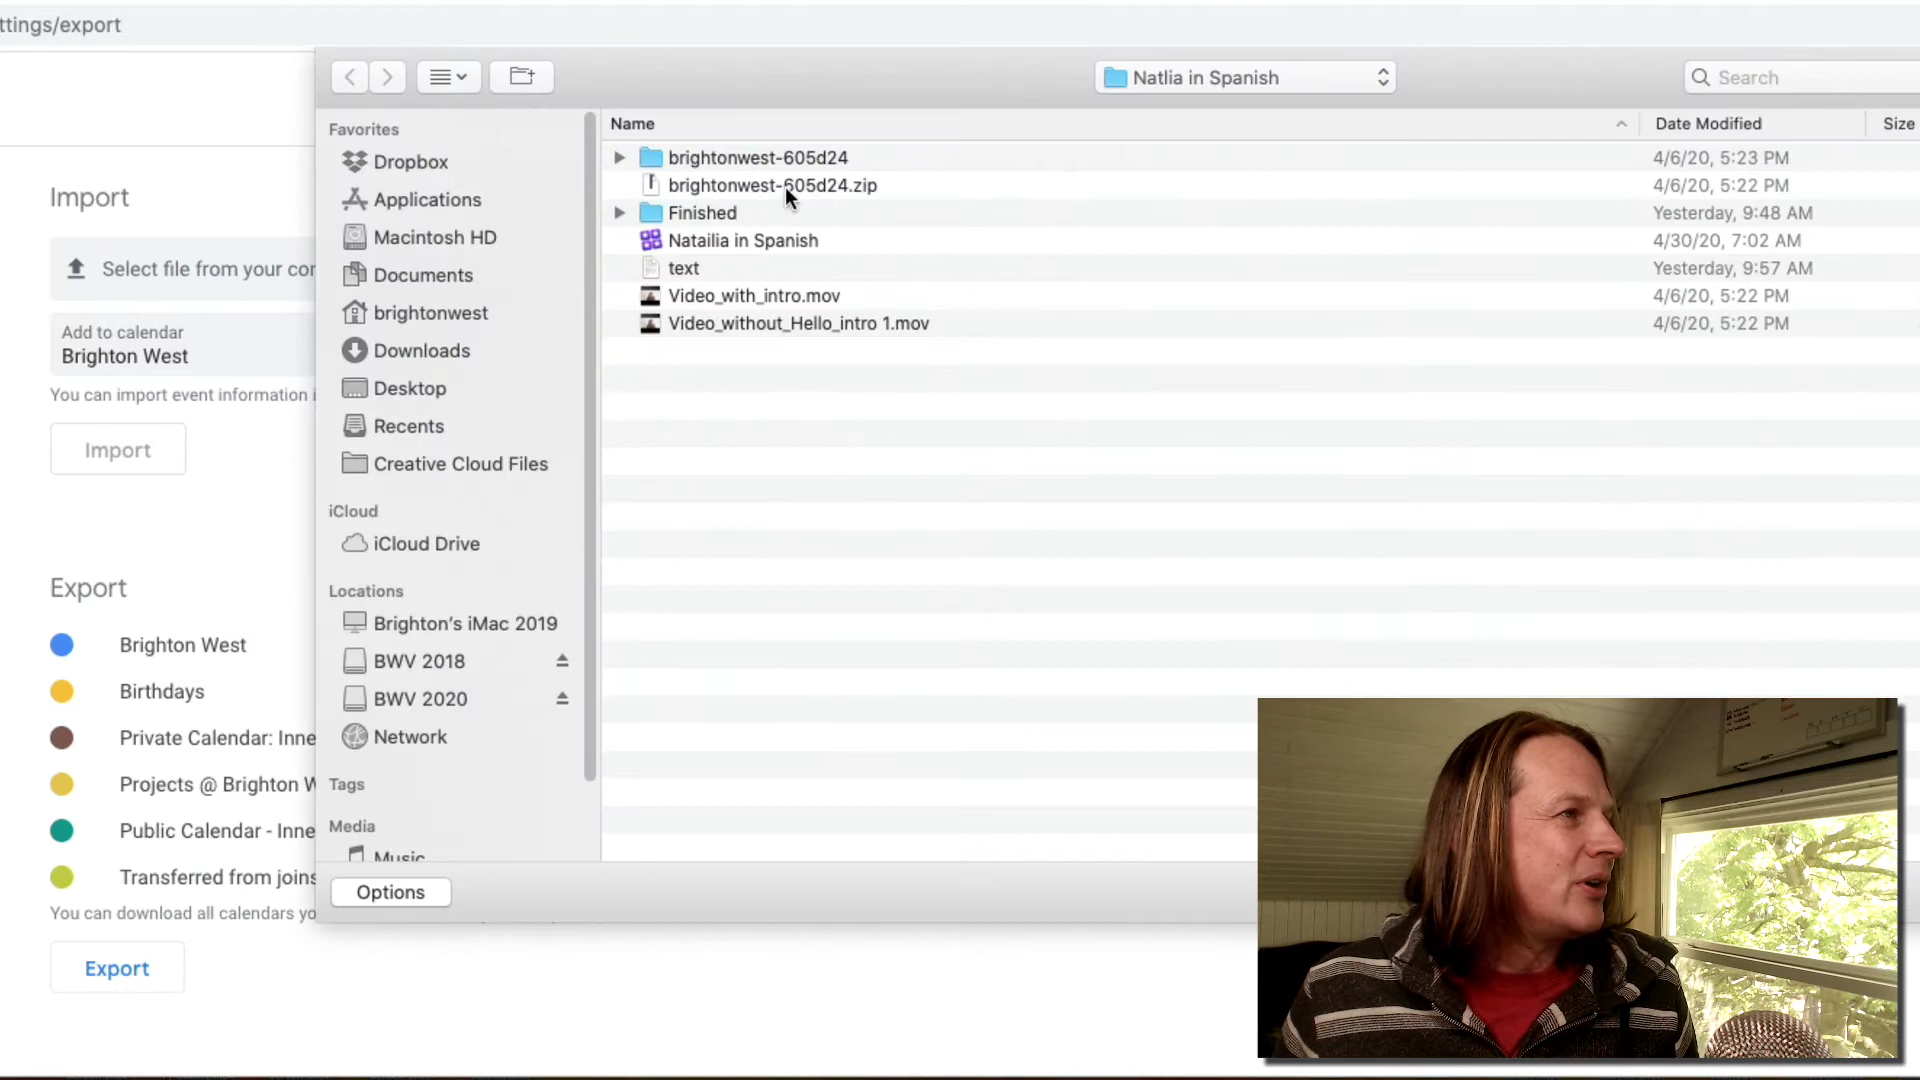 ttings/export
Natlia in Spanish
Search
Name
Date Modified
Size
Favorites
Dropbox
Applications
Macintosh HD
Documents
brightonwest
Downloads
Desktop
Recents
Creative Cloud Files
iCloud
iCloud Drive
Locations
Brighton's iMac 2019
BWV 2018
BWV 2020
Network
Tags
Media
Music
Options
brightonwest-605d24 4/6/20, 5:23 PM
brightonwest-605d24.zip 4/6/20, 5:22 PM
Finished Yesterday, 9:48 AM
Natailia in Spanish 4/30/20, 7:02 AM
text Yesterday, 9:57 AM
Video_with_intro.mov 4/6/20, 5:22 PM
Video_without_Hello_intro 1.mov 4/6/20, 5:22 PM
Import
Select file from your cor
Add to calendar
Brighton West
You can import event information i
Import
Export
Brighton West
Birthdays
Private Calendar: Inne
Projects @ Brighton W
Public Calendar - Inne
Transferred from joins
You can download all calendars yo
Export